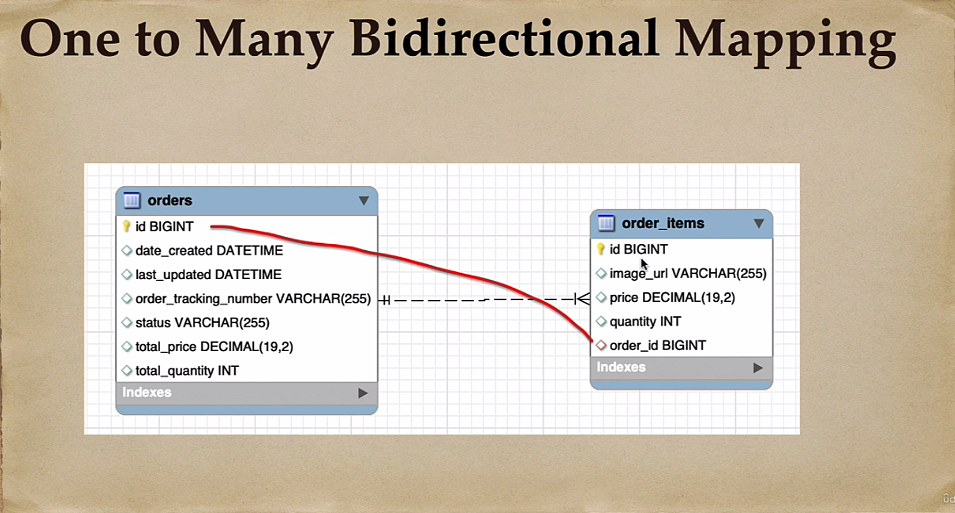 One to Many Bidirectional Mapping
orders
id BIGINT
date_created DATETIME
last_updated DATETIME
order_tracking_number VARCHAR(255)
status VARCHAR(255)
total_price DECIMAL(19,2)
total_quantity INT
Indexes
order_items
id BIGINT
image_url VARCHAR(255)
price DECIMAL(19,2)
quantity INT
order_id BIGINT
Indexes